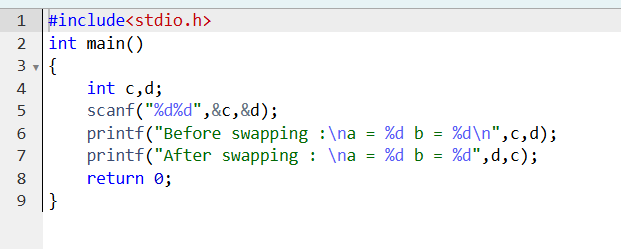 1 #include<stdio.h>
2 int main()
3 {
4     int c,d;
5     scanf("%d%d",&c,&d);
6     printf("Before swapping :\na = %d b = %d\n",c,d);
7     printf("After swapping : \na = %d b = %d",d,c);
8     return 0;
9 }